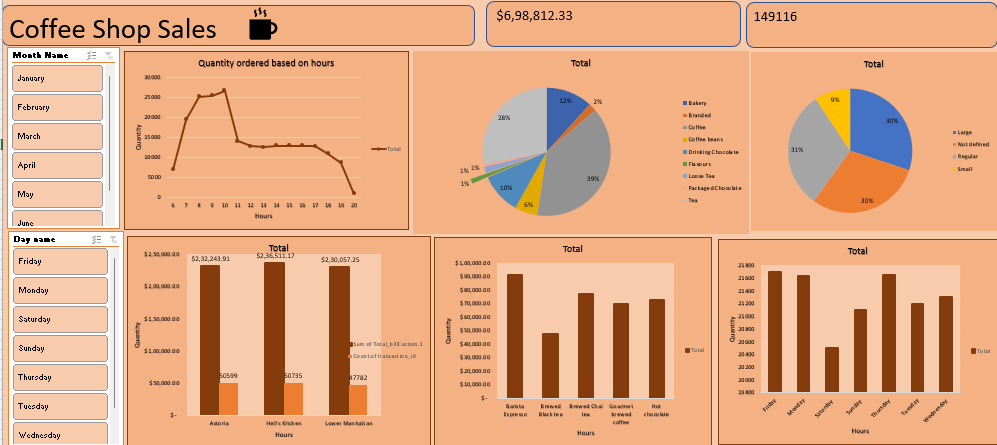 Coffee Shop Sales
$6,98,812.33
149116
Month Name
January
February
March
April
May
June
Day name
Friday
Monday
Saturday
Sunday
Thursday
Tuesday
Wednesday
Quantity ordered based on hours
Quantity
30000
25000
20000
15000
10000
5000
0
6 7 8 9 10 11 12 13 14 15 16 17 18 19 20
Hours
Total
Total
12%
2%
39%
6%
10%
1%
1%
1%
28%
Bakery
Branded
Coffee
Coffee beans
Drinking Chocolate
Flavours
Loose Tea
Packaged Chocolate
Tea
Total
30%
30%
31%
9%
Large
Not defined
Regular
Small
Total
Quantity
$2,50,000.00
$2,00,000.00
$1,50,000.00
$1,00,000.00
$50,000.00
$-
$2,32,243.91
$2,36,511.17
$2,30,057.25
50599
50735
47782
Astoria
Hell's Kitchen
Lower Manhattan
Hours
Sum of Total_bill/Custom.1
Count of transaction_id
Total
Quantity
$1,00,000.00
$90,000.00
$80,000.00
$70,000.00
$60,000.00
$50,000.00
$40,000.00
$30,000.00
$20,000.00
$10,000.00
$-
Barista Espresso
Brewed Black tea
Brewed Chai tea
Gourmet brewed coffee
Hot chocolate
Hours
Total
Total
Quantity
21800
21600
21400
21200
21000
20800
20600
20400
20200
20000
19800
Friday
Monday
Saturday
Sunday
Thursday
Tuesday
Wednesday
Hours
Total